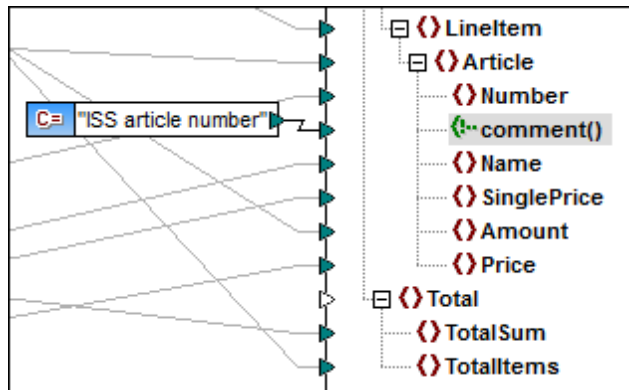 LineItem
Article
Number
C= "ISS article number"
comment()
Name
SinglePrice
Amount
Price
Total
TotalSum
TotalItems